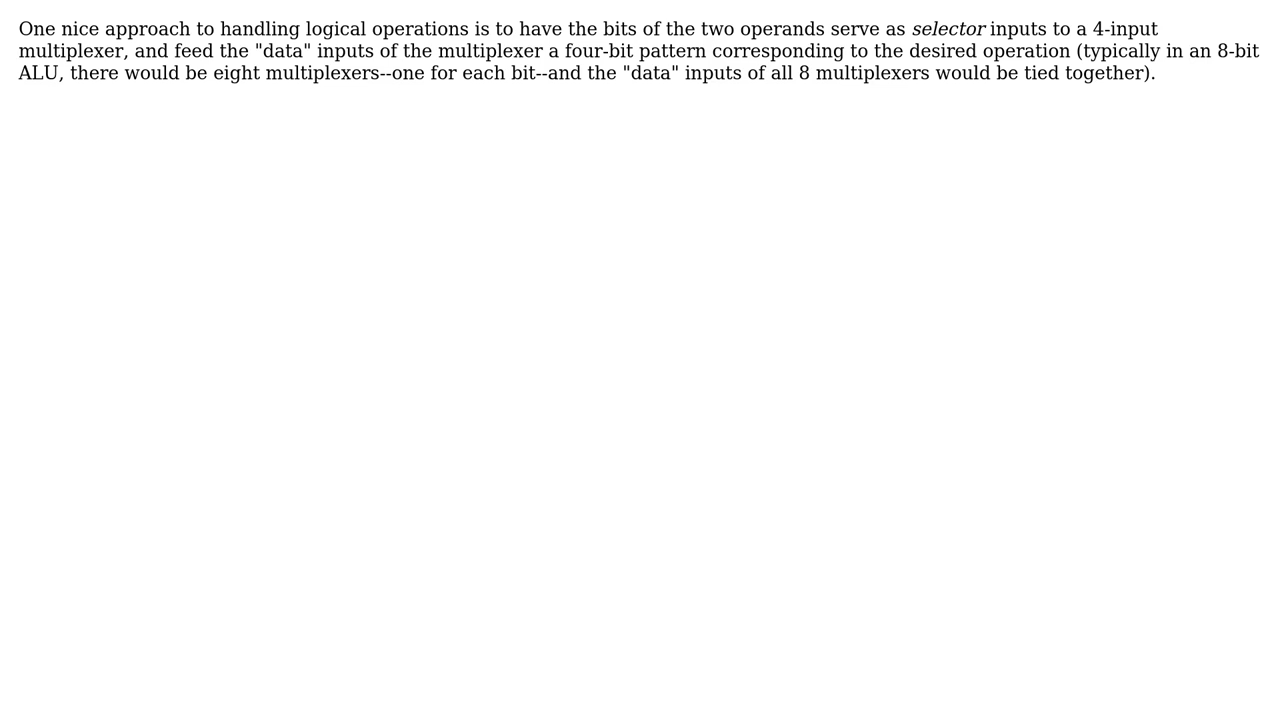 One nice approach to handling logical operations is to have the bits of the two operands serve as selector inputs to a 4-input
multiplexer, and feed the "data" inputs of the multiplexer a four-bit pattern corresponding to the desired operation (typically in an 8-bit
ALU, there would be eight multiplexers--one for each bit--and the "data" inputs of all 8 multiplexers would be tied together).